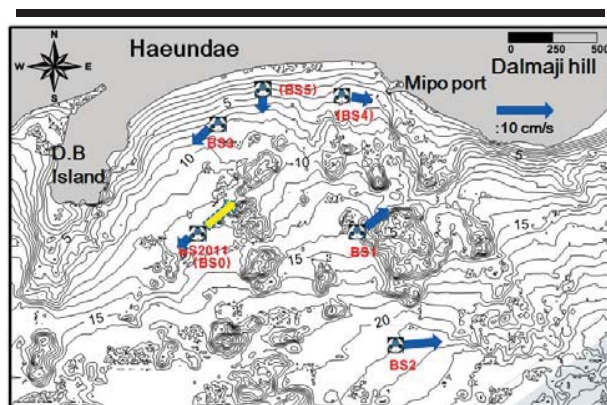 N
W E
S
Haeundae
0 250 500
Dalmaji hill
Mipo port
:10 cm/s
(BS5)
(BS4)
BS3
D.B
Island
BS2011
(BS0)
BS1
BS2
5
10
10
5
5
15
15
15
20